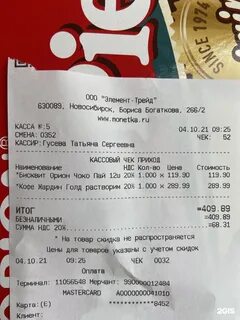 SINCE 1974
ООО "Элемент-Трейд"
630089, Новосибирск, Бориса Богаткова, 266/2
www.monetka.ru
КАССА №:5 04.10.21 09:25
СМЕНА: 0352 ЧЕК: 52
КАССИР:Гусева Татьяна Сергеевна
КАССОВЫЙ ЧЕК ПРИХОД
Наименование НДС Кол-во Цена Стоимость
*Бисквит Орион Чоко Пай 12и 20% 1.000 x 119.90 119.90
*Кофе Жардин Голд растворим 20% 1.000 x 289.99 289.99
ИТОГ =409.89
БЕЗНАЛИЧНЫМИ =409.89
СУММА НДС 20% =68.31
* На товар скидка не распространяется
Цены для товаров указаны с учетом скидок
04.10.21 09:25 ЧЕК 0032
Оплата
Терминал: 11056548 Мерчант: 9299
MASTERCARD A0000000041010
Карта:(E) ************8452
2GIS